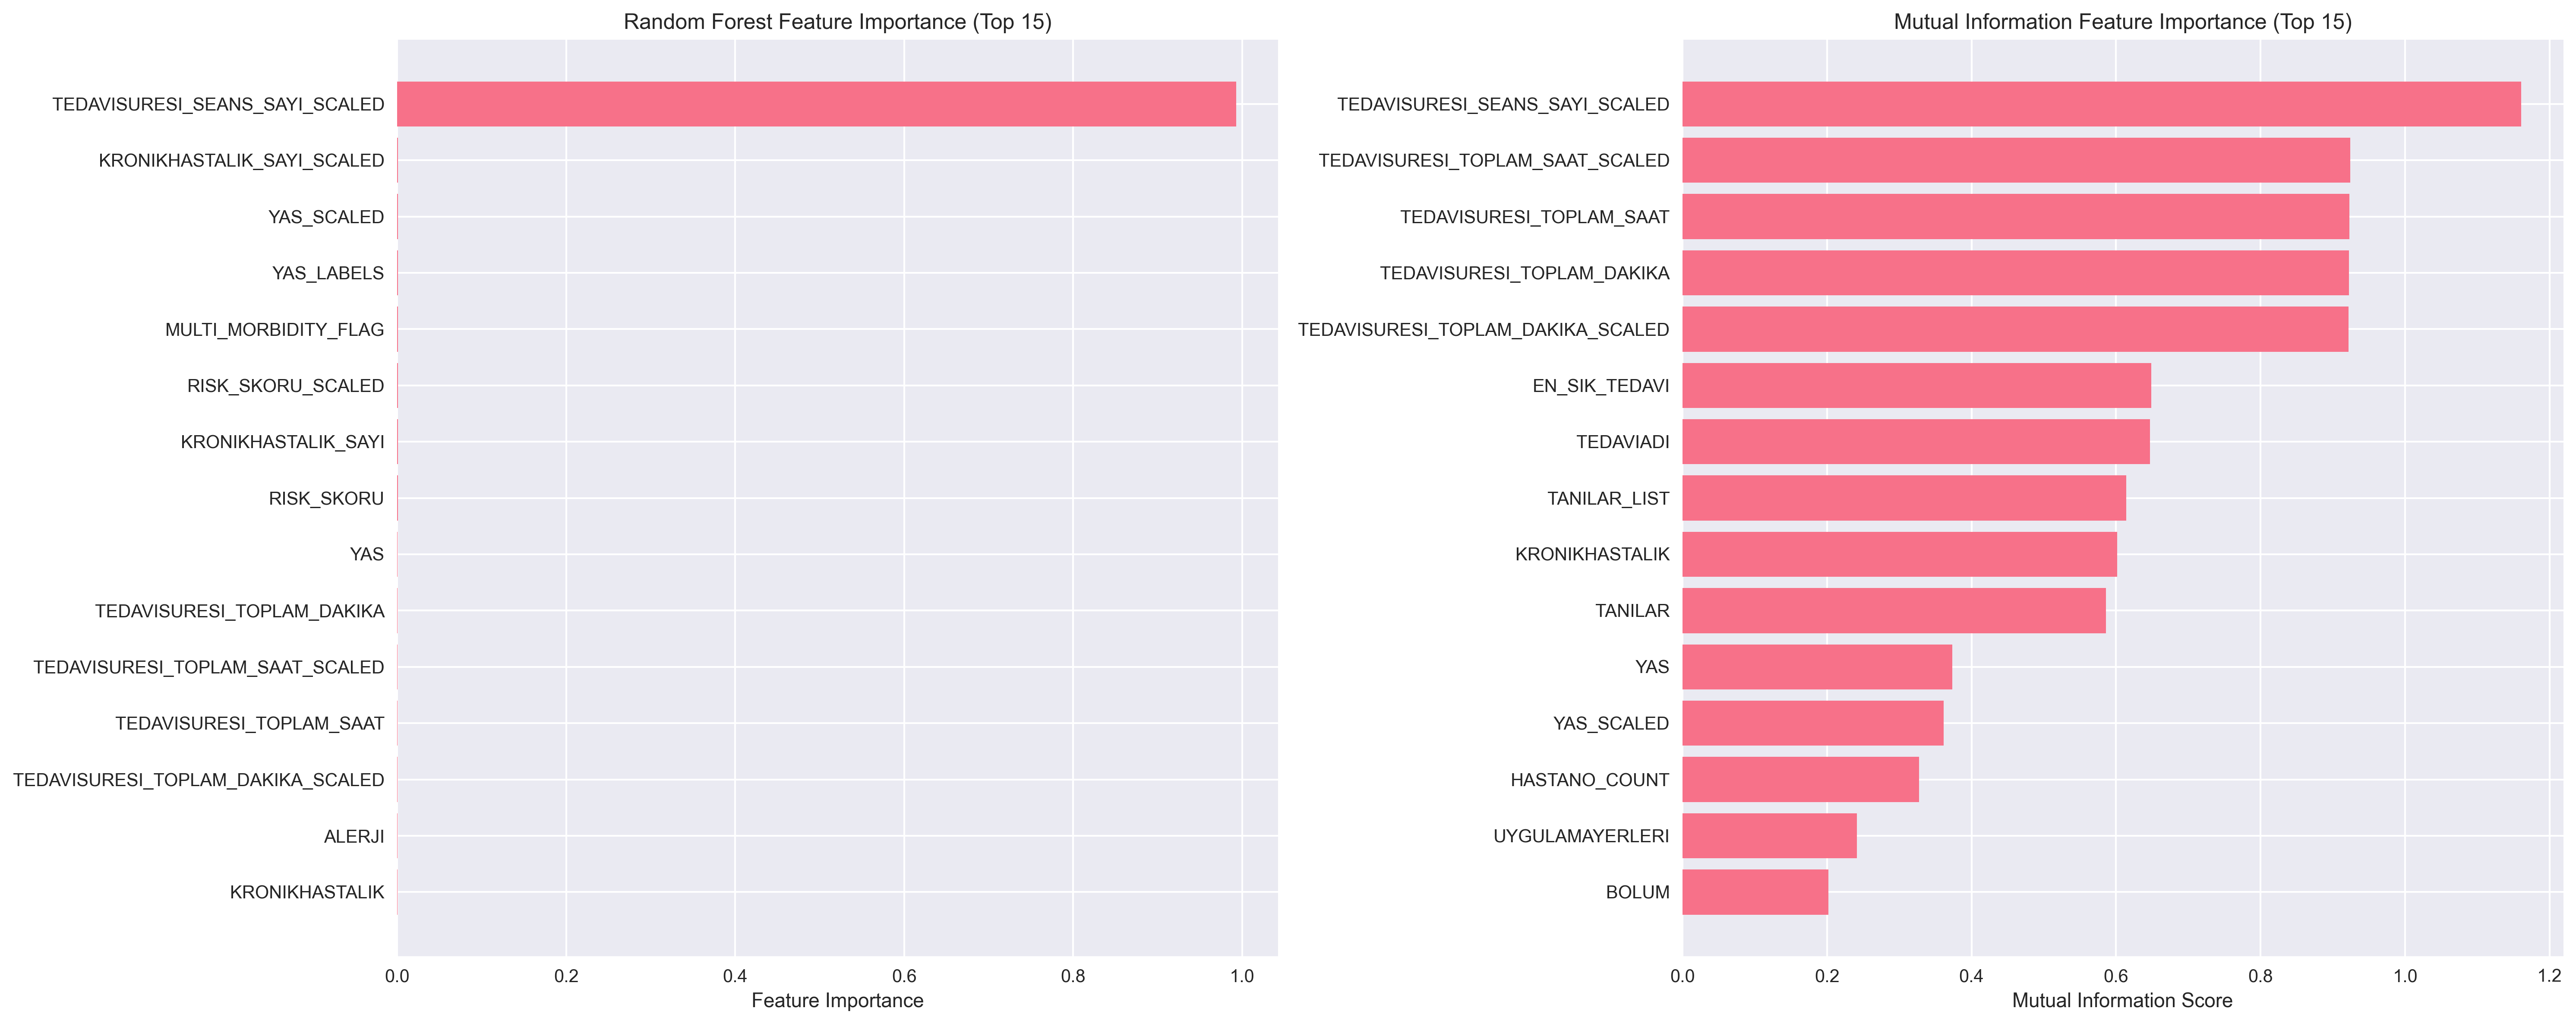 Random Forest Feature Importance (Top 15)
TEDAVISURESI_SEANS_SAYI_SCALED
KRONIKHASTALIK_SAYI_SCALED
YAS_SCALED
YAS_LABELS
MULTI_MORBIDITY_FLAG
RISK_SKORU_SCALED
KRONIKHASTALIK_SAYI
RISK_SKORU
YAS
TEDAVISURESI_TOPLAM_DAKIKA
TEDAVISURESI_TOPLAM_SAAT_SCALED
TEDAVISURESI_TOPLAM_SAAT
TEDAVISURESI_TOPLAM_DAKIKA_SCALED
ALERJI
KRONIKHASTALIK
0.0 0.2 0.4 0.6 0.8 1.0
Feature Importance
Mutual Information Feature Importance (Top 15)
TEDAVISURESI_SEANS_SAYI_SCALED
TEDAVISURESI_TOPLAM_SAAT_SCALED
TEDAVISURESI_TOPLAM_SAAT
TEDAVISURESI_TOPLAM_DAKIKA
TEDAVISURESI_TOPLAM_DAKIKA_SCALED
EN_SIK_TEDAVI
TEDAVIADI
TANILAR_LIST
KRONIKHASTALIK
TANILAR
YAS
YAS_SCALED
HASTANO_COUNT
UYGULAMAYERLERI
BOLUM
0.0 0.2 0.4 0.6 0.8 1.0 1.2
Mutual Information Score